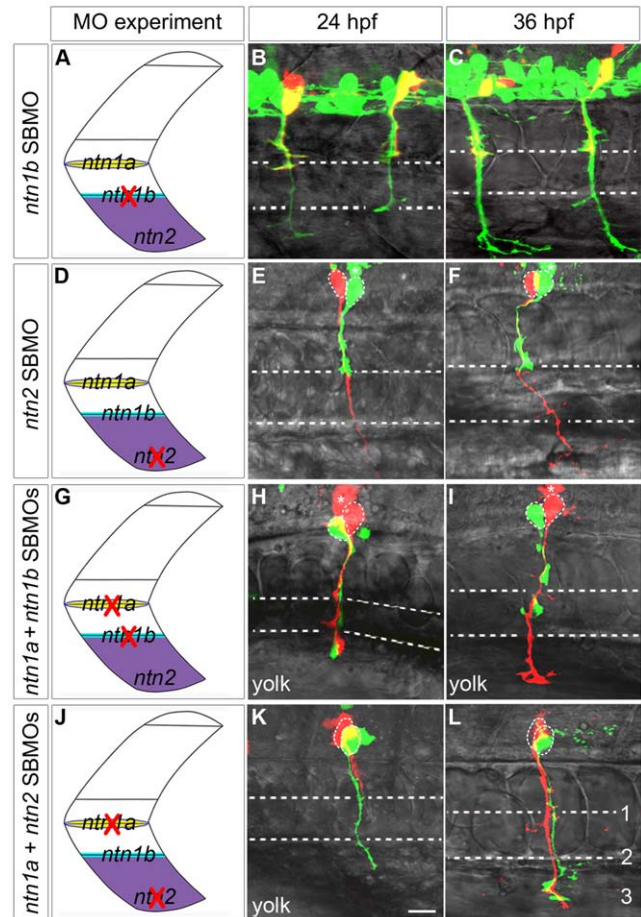 MO experiment 24 hpf 36 hpf
ntn1b SBMO
A B C
ntn1a
ntn1b
ntn2
ntn2 SBMO
D E F
*
ntn1a
ntn1b
ntn2
ntn1a + ntn1b SBMOs
G H I
* *
ntn1a
ntn1b
ntn2
yolk yolk
ntn1a + ntn2 SBMOs
J K L
ntn1a 1
ntn1b 2
ntn2 3
yolk